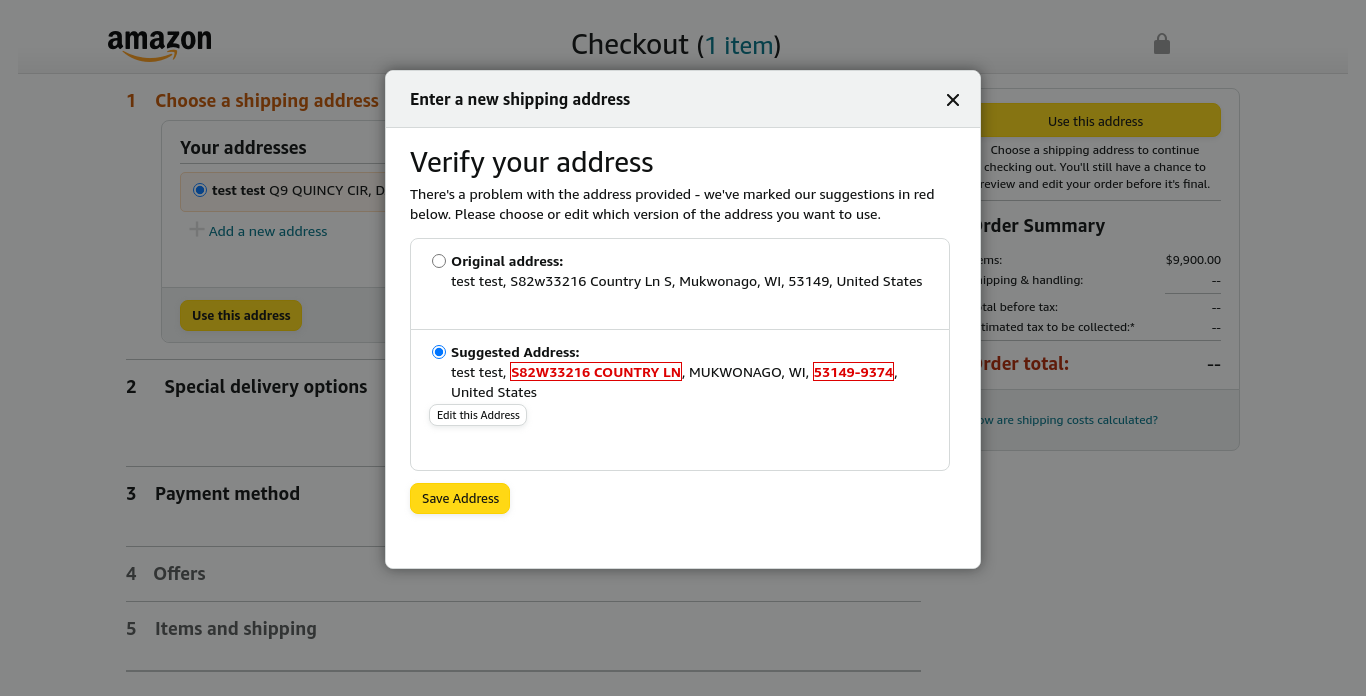 amazon
Checkout (1 item)
1 Choose a shipping address
Your addresses
test test Q9 QUINCY CIR, D
Add a new address
Use this address
2 Special delivery options
3 Payment method
4 Offers
5 Items and shipping
Enter a new shipping address
Verify your address
There's a problem with the address provided - we've marked our suggestions in red
below. Please choose or edit which version of the address you want to use.
Original address:
test test, S82w33216 Country Ln S, Mukwonago, WI, 53149, United States
Suggested Address:
test test, S82W33216 COUNTRY LN, MUKWONAGO, WI, 53149-9374,
United States
Edit this Address
Save Address
Use this address
Choose a shipping address to continue
checking out. You'll still have a chance to
review and edit your order before it's final.
rder Summary
ems: $9,900.00
ipping & handling: --
tal before tax: --
timated tax to be collected:* --
rder total: --
ow are shipping costs calculated?